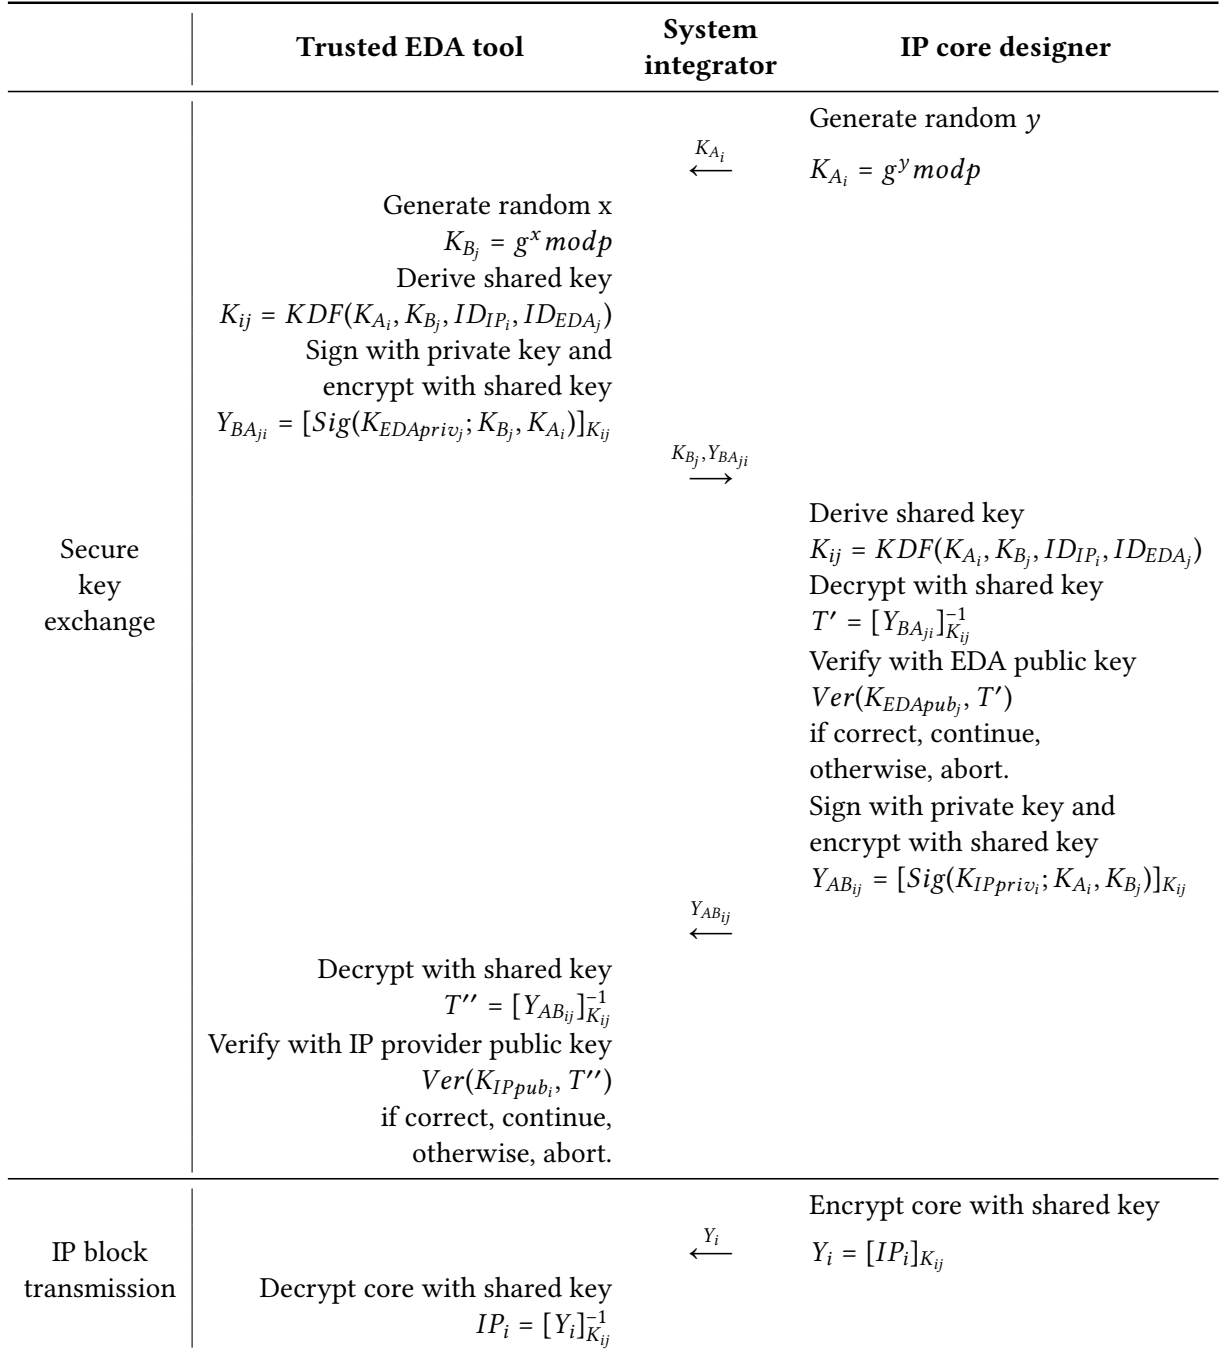 Trusted EDA tool
System
integrator
IP core designer
Generate random y
K_{A_i}
←
K_{A_i} = g^y modp
Generate random x
K_{B_j} = g^x modp
Derive shared key
K_{ij} = KDF(K_{A_i}, K_{B_j}, ID_{IP_i}, ID_{EDA_j})
Sign with private key and
encrypt with shared key
Y_{BA_{ji}} = [Sig(K_{EDApriv_j}; K_{B_j}, K_{A_i})]_{K_{ij}}
K_{B_j}, Y_{BA_{ji}}
→
Secure
key
exchange
Derive shared key
K_{ij} = KDF(K_{A_i}, K_{B_j}, ID_{IP_i}, ID_{EDA_j})
Decrypt with shared key
T′ = [Y_{BA_{ji}}]^{-1}_{K_{ij}}
Verify with EDA public key
Ver(K_{EDApub_j}, T′)
if correct, continue,
otherwise, abort.
Sign with private key and
encrypt with shared key
Y_{AB_{ij}} = [Sig(K_{IPpriv_i}; K_{A_i}, K_{B_j})]_{K_{ij}}
Y_{AB_{ij}}
←
Decrypt with shared key
T′′ = [Y_{AB_{ij}}]^{-1}_{K_{ij}}
Verify with IP provider public key
Ver(K_{IPpub_i}, T′′)
if correct, continue,
otherwise, abort.
IP block
transmission
Encrypt core with shared key
Y_i
←
Y_i = [IP_i]_{K_{ij}}
Decrypt core with shared key
IP_i = [Y_i]^{-1}_{K_{ij}}